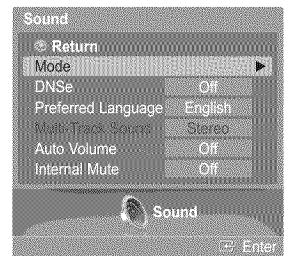 Sound
Return
Mode
DNSe Off
Preferred Language English
Multi-Track Sound Stereo
Auto Volume Off
Internal Mute Off
Sound
Enter